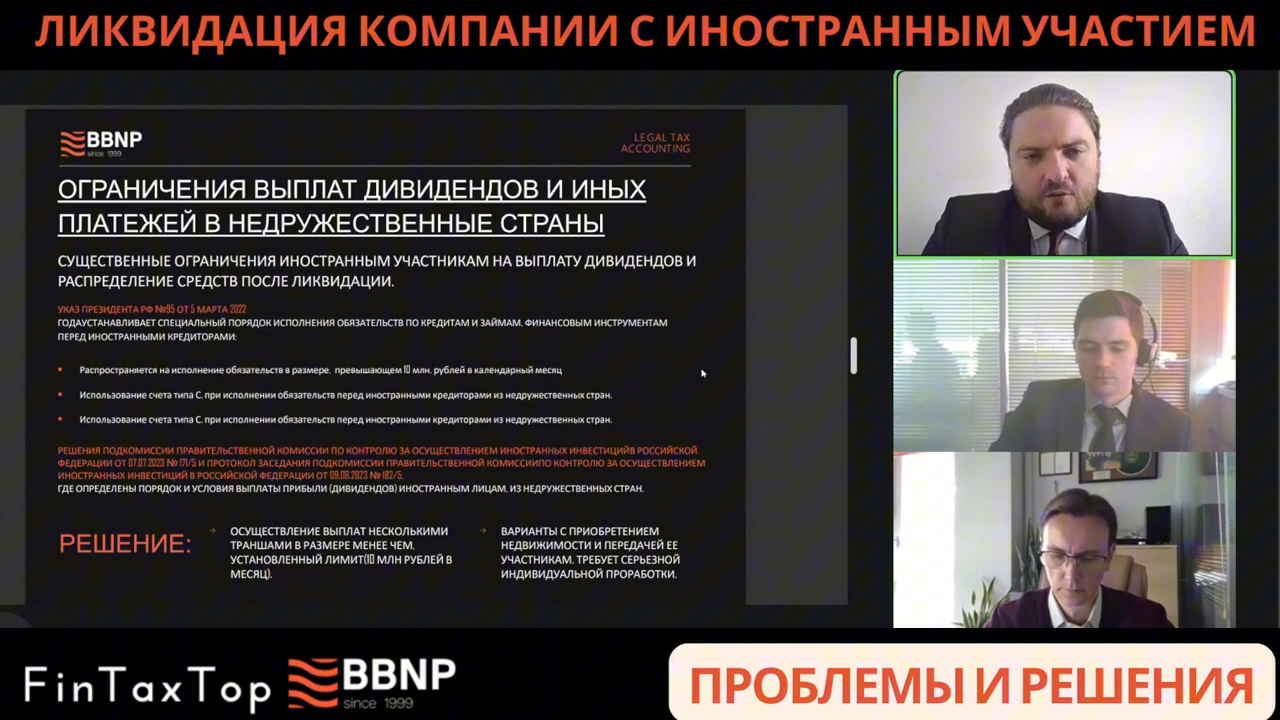 ЛИКВИДАЦИЯ КОМПАНИИ С ИНОСТРАННЫМ УЧАСТИЕМ
BBNP
since 1999
LEGAL TAX
ACCOUNTING
ОГРАНИЧЕНИЯ ВЫПЛАТ ДИВИДЕНДОВ И ИНЫХ
ПЛАТЕЖЕЙ В НЕДРУЖЕСТВЕННЫЕ СТРАНЫ
СУЩЕСТВЕННЫЕ ОГРАНИЧЕНИЯ ИНОСТРАННЫМ УЧАСТНИКАМ НА ВЫПЛАТУ ДИВИДЕНДОВ И
РАСПРЕДЕЛЕНИЕ СРЕДСТВ ПОСЛЕ ЛИКВИДАЦИИ.
УКАЗ ПРЕЗИДЕНТА РФ №95 ОТ 5 МАРТА 2022
ГОДАУСТАНАВЛИВАЕТ СПЕЦИАЛЬНЫЙ ПОРЯДОК ИСПОЛНЕНИЯ ОБЯЗАТЕЛЬСТВ ПО КРЕДИТАМ И ЗАЙМАМ, ФИНАНСОВЫМ ИНСТРУМЕНТАМ
ПЕРЕД ИНОСТРАННЫМИ КРЕДИТОРАМИ:
Распространяется на исполнение обязательств в размере, превышающем 10 млн. рублей в календарный месяц
Использование счета типа С, при исполнении обязательств перед иностранными кредиторами из недружественных стран.
Использование счета типа С, при исполнении обязательств перед иностранными кредиторами из недружественных стран.
РЕШЕНИЯ ПОДКОМИССИИ ПРАВИТЕЛЬСТВЕННОЙ КОМИССИИ ПО КОНТРОЛЮ ЗА ОСУЩЕСТВЛЕНИЕМ ИНОСТРАННЫХ ИНВЕСТИЦИЙВ РОССИЙСКОЙ
ФЕДЕРАЦИИ ОТ 07.07.2023 № 171/5 И ПРОТОКОЛ ЗАСЕДАНИЯ ПОДКОМИССИИ ПРАВИТЕЛЬСТВЕННОЙ КОМИССИИПО КОНТРОЛЮ ЗА ОСУЩЕСТВЛЕНИЕМ
ИНОСТРАННЫХ ИНВЕСТИЦИЙ В РОССИЙСКОЙ ФЕДЕРАЦИИ ОТ 09.08.2023 № 182/5,
ГДЕ ОПРЕДЕЛЕНЫ ПОРЯДОК И УСЛОВИЯ ВЫПЛАТЫ ПРИБЫЛИ (ДИВИДЕНДОВ) ИНОСТРАННЫМ ЛИЦАМ, ИЗ НЕДРУЖЕСТВЕННЫХ СТРАН.
РЕШЕНИЕ:
ОСУЩЕСТВЛЕНИЕ ВЫПЛАТ НЕСКОЛЬКИМИ
ТРАНШАМИ В РАЗМЕРЕ МЕНЕЕ ЧЕМ,
УСТАНОВЛЕННЫЙ ЛИМИТ(10 МЛН РУБЛЕЙ В
МЕСЯЦ).
ВАРИАНТЫ С ПРИОБРЕТЕНИЕМ
НЕДВИЖИМОСТИ И ПЕРЕДАЧЕЙ ЕЕ
УЧАСТНИКАМ. ТРЕБУЕТ СЕРЬЕЗНОЙ
ИНДИВИДУАЛЬНОЙ ПРОРАБОТКИ.
FinTaxTop
BBNP
since 1999
ПРОБЛЕМЫ И РЕШЕНИЯ